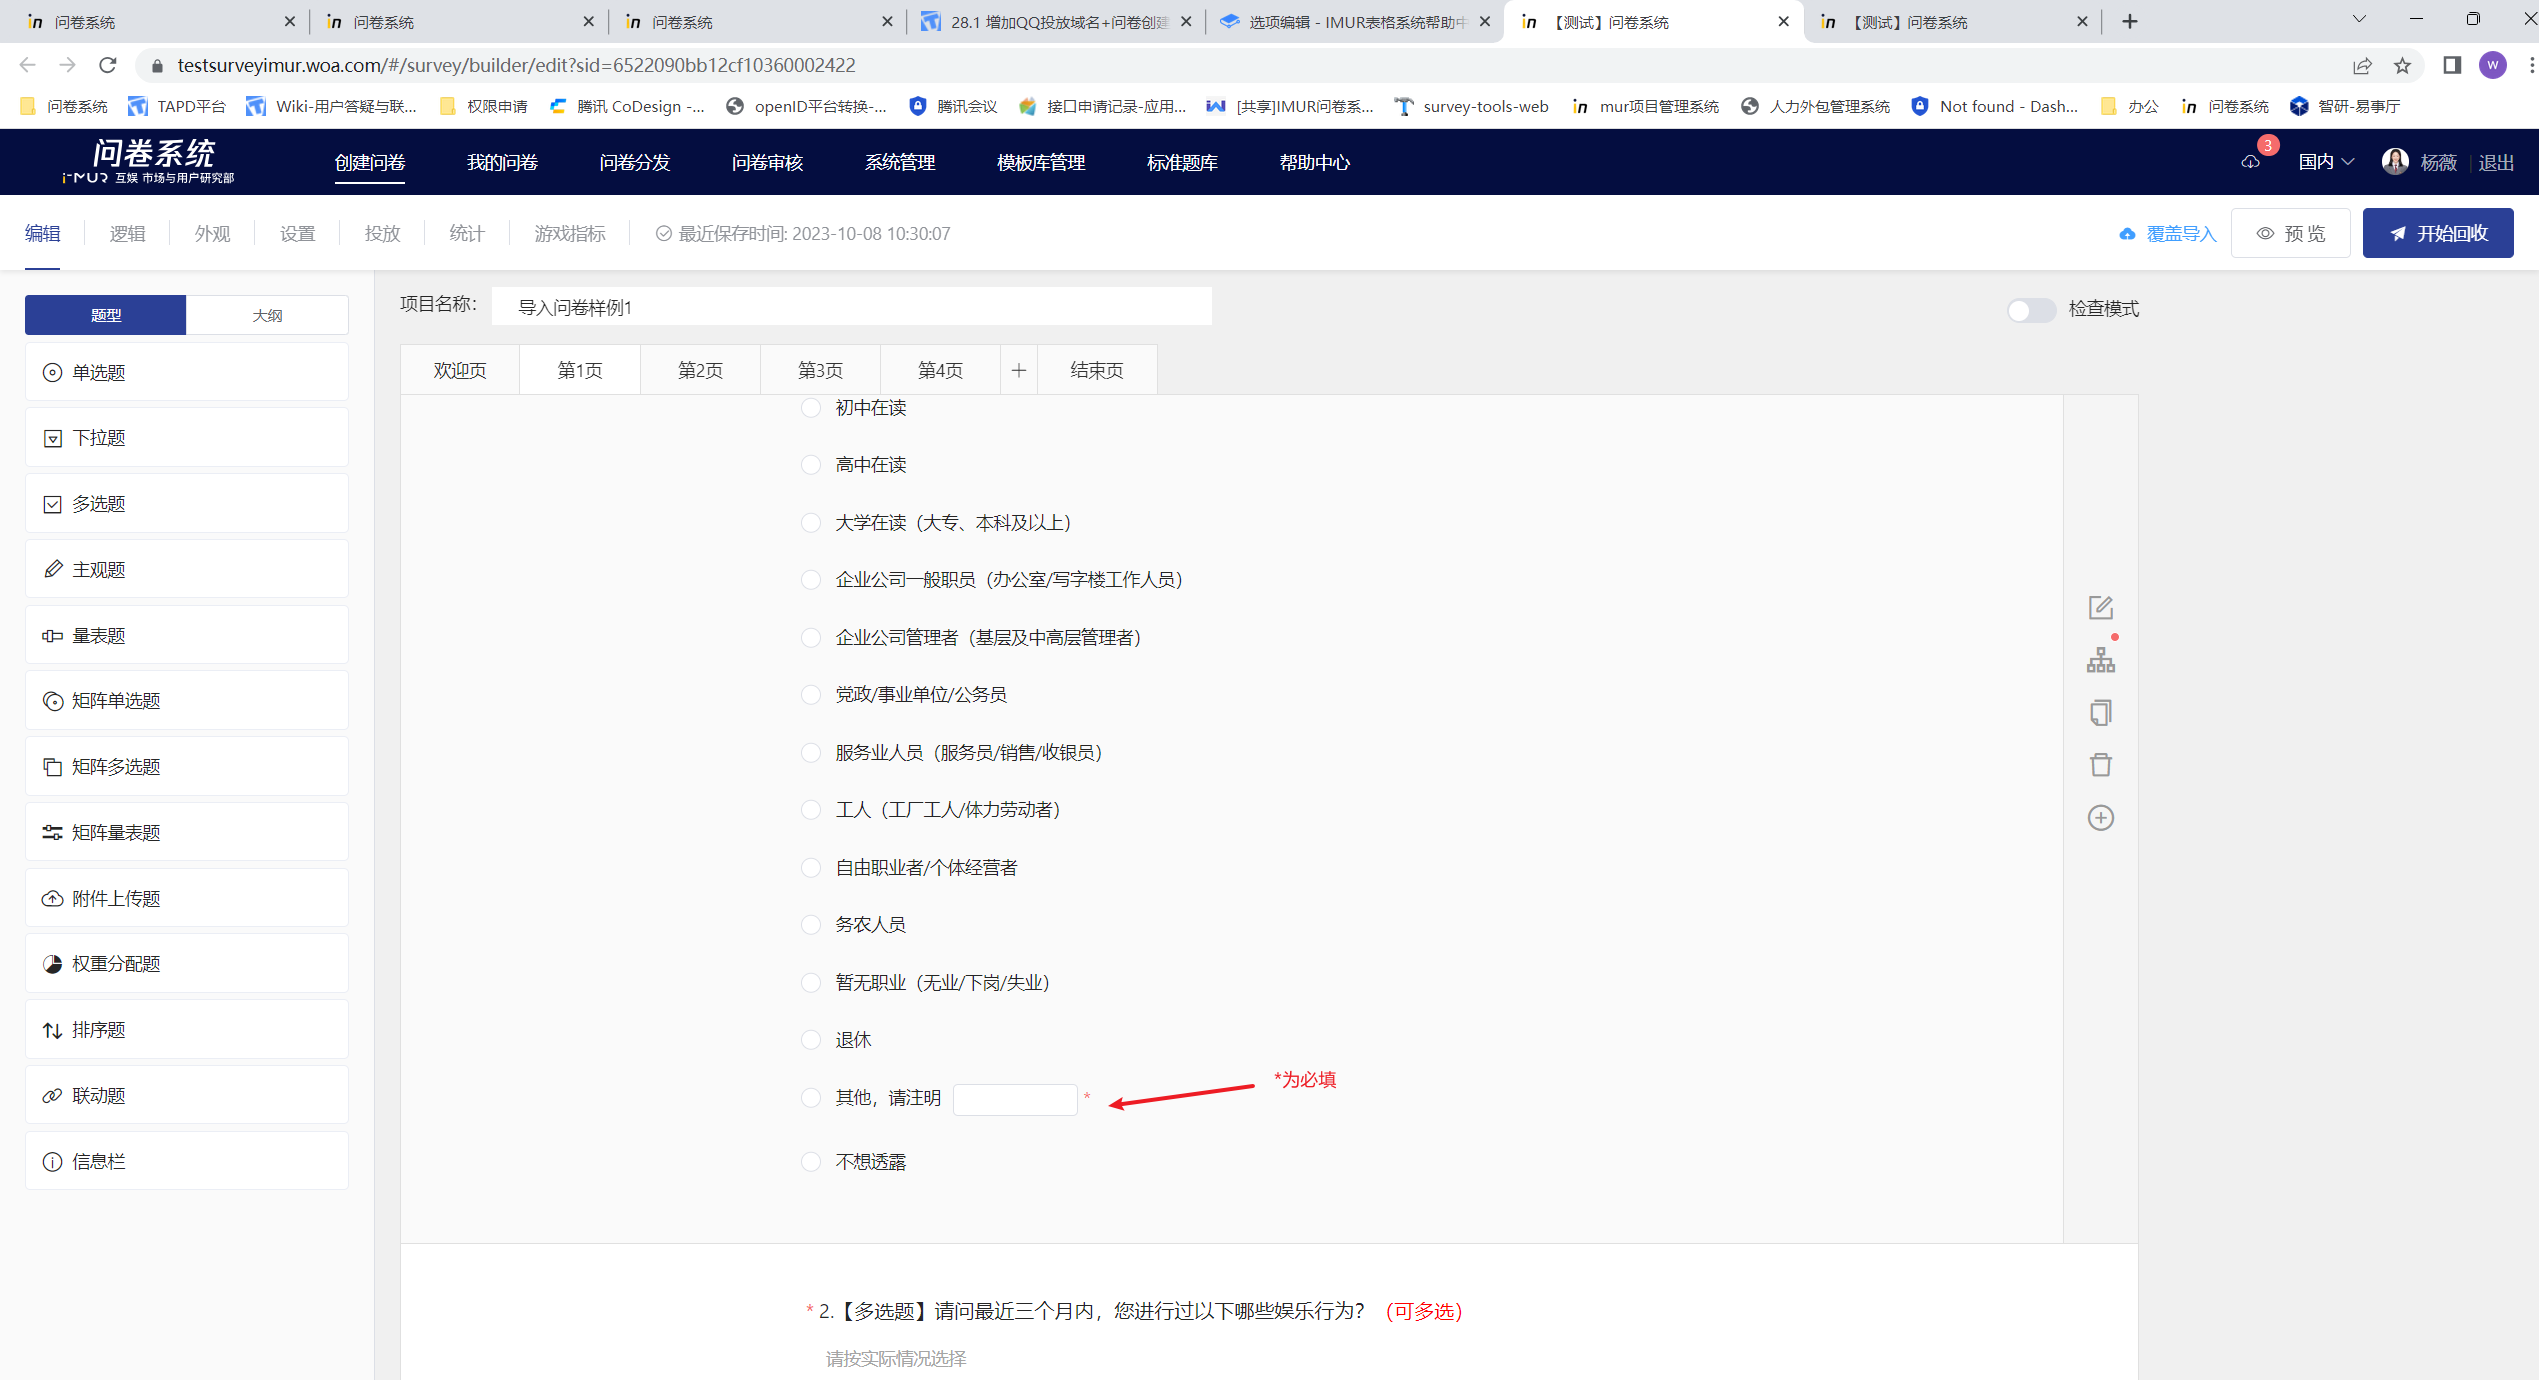 问卷系统
问卷系统
问卷系统
28.1 增加QQ投放域名+问卷创建
选项编辑 - IMUR表格系统帮助中
【测试】问卷系统
【测试】问卷系统
testsurveyimur.woa.com/#/survey/builder/edit?sid=6522090bb12cf10360002422
W
问卷系统
TAPD平台
Wiki-用户答疑与联...
权限申请
腾讯 CoDesign -...
openID平台转换-...
腾讯会议
接口申请记录-应用...
[共享]IMUR问卷系...
survey-tools-web
mur项目管理系统
人力外包管理系统
Not found - Dash...
办公
问卷系统
智研-易事厅
问卷系统
i-MUR 互娱 市场与用户研究部
创建问卷
我的问卷
问卷分发
问卷审核
系统管理
模板库管理
标准题库
帮助中心
3
国内
杨薇
退出
编辑
逻辑
外观
设置
投放
统计
游戏指标
最近保存时间: 2023-10-08 10:30:07
覆盖导入
预 览
开始回收
题型
大纲
项目名称:
导入问卷样例1
检查模式
欢迎页
第1页
第2页
第3页
第4页
+
结束页
单选题
下拉题
多选题
主观题
量表题
矩阵单选题
矩阵多选题
矩阵量表题
附件上传题
权重分配题
排序题
联动题
信息栏
初中在读
高中在读
大学在读（大专、本科及以上）
企业公司一般职员（办公室/写字楼工作人员）
企业公司管理者（基层及中高层管理者）
党政/事业单位/公务员
服务业人员（服务员/销售/收银员）
工人（工厂工人/体力劳动者）
自由职业者/个体经营者
务农人员
暂无职业（无业/下岗/失业）
退休
其他，请注明 *
*为必填
不想透露
* 2.【多选题】请问最近三个月内，您进行过以下哪些娱乐行为？（可多选）
请按实际情况选择